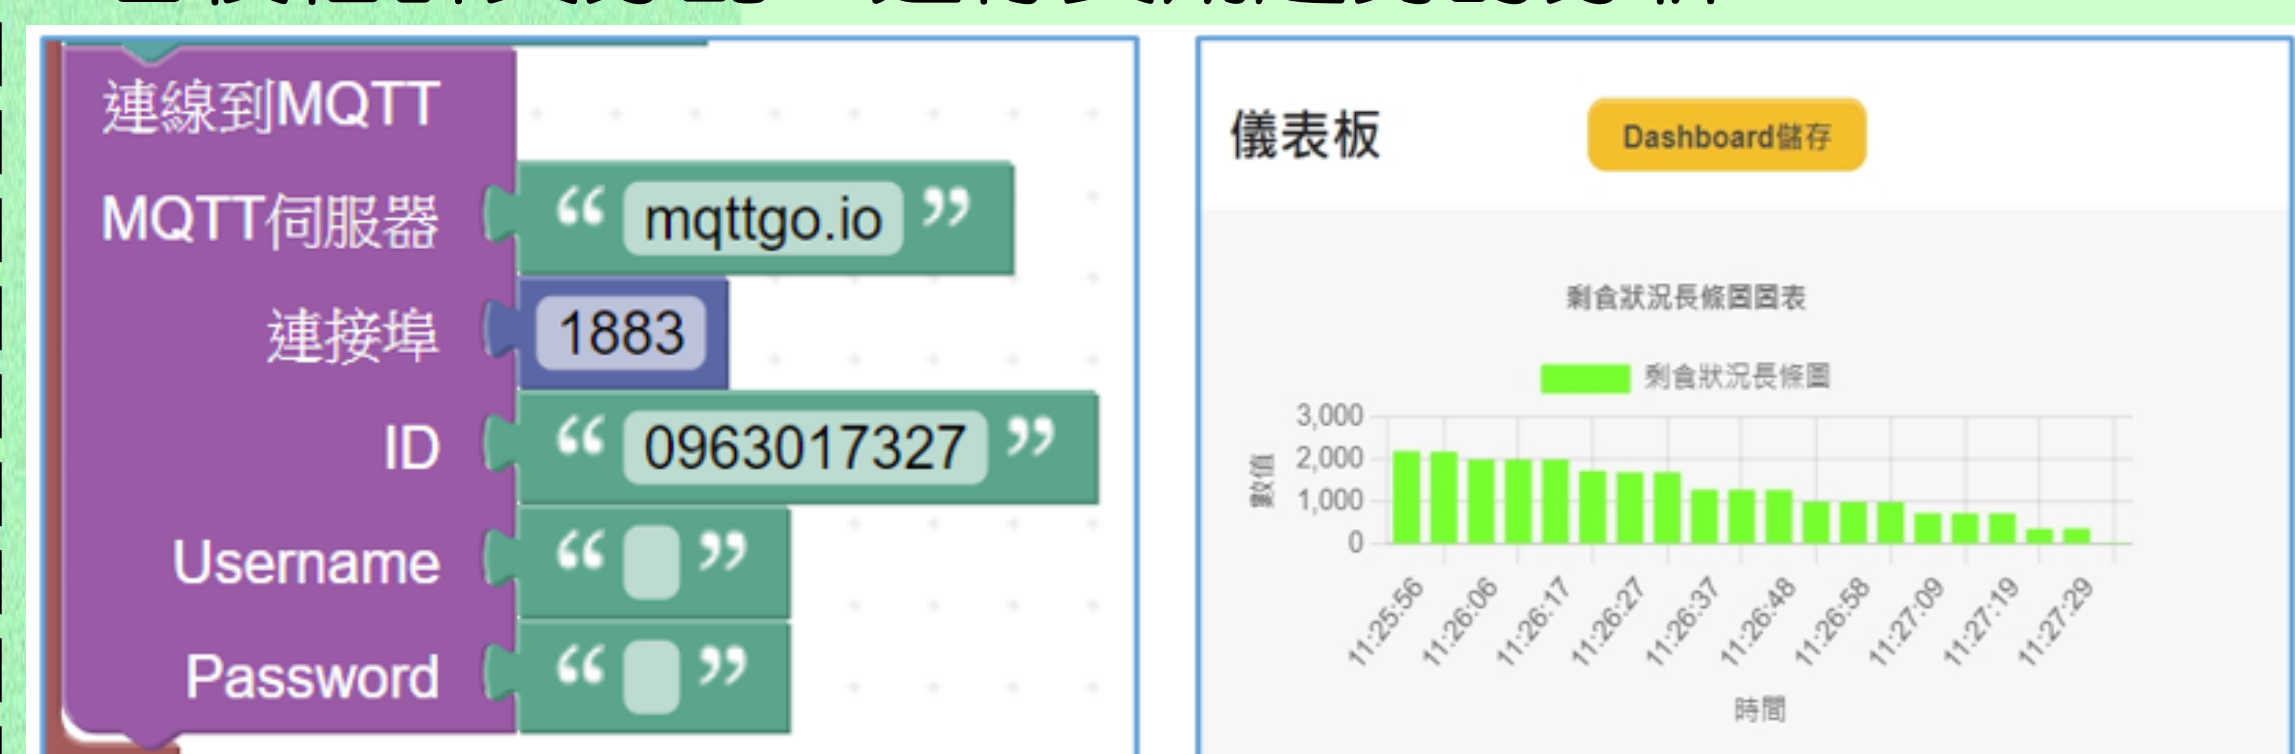 連線到MQTT
MQTT伺服器 “ mqttgo.io ”
連接埠 1883
ID “ 0963017327 ”
Username “ ”
Password “ ”
儀表板
Dashboard儲存
剩食狀況長條圖圖表
剩食狀況長條圖
數值
3,000
2,000
1,000
0
11:25:56 11:26:06 11:26:17 11:26:27 11:26:37 11:26:48 11:26:58 11:27:09 11:27:19 11:27:29
時間